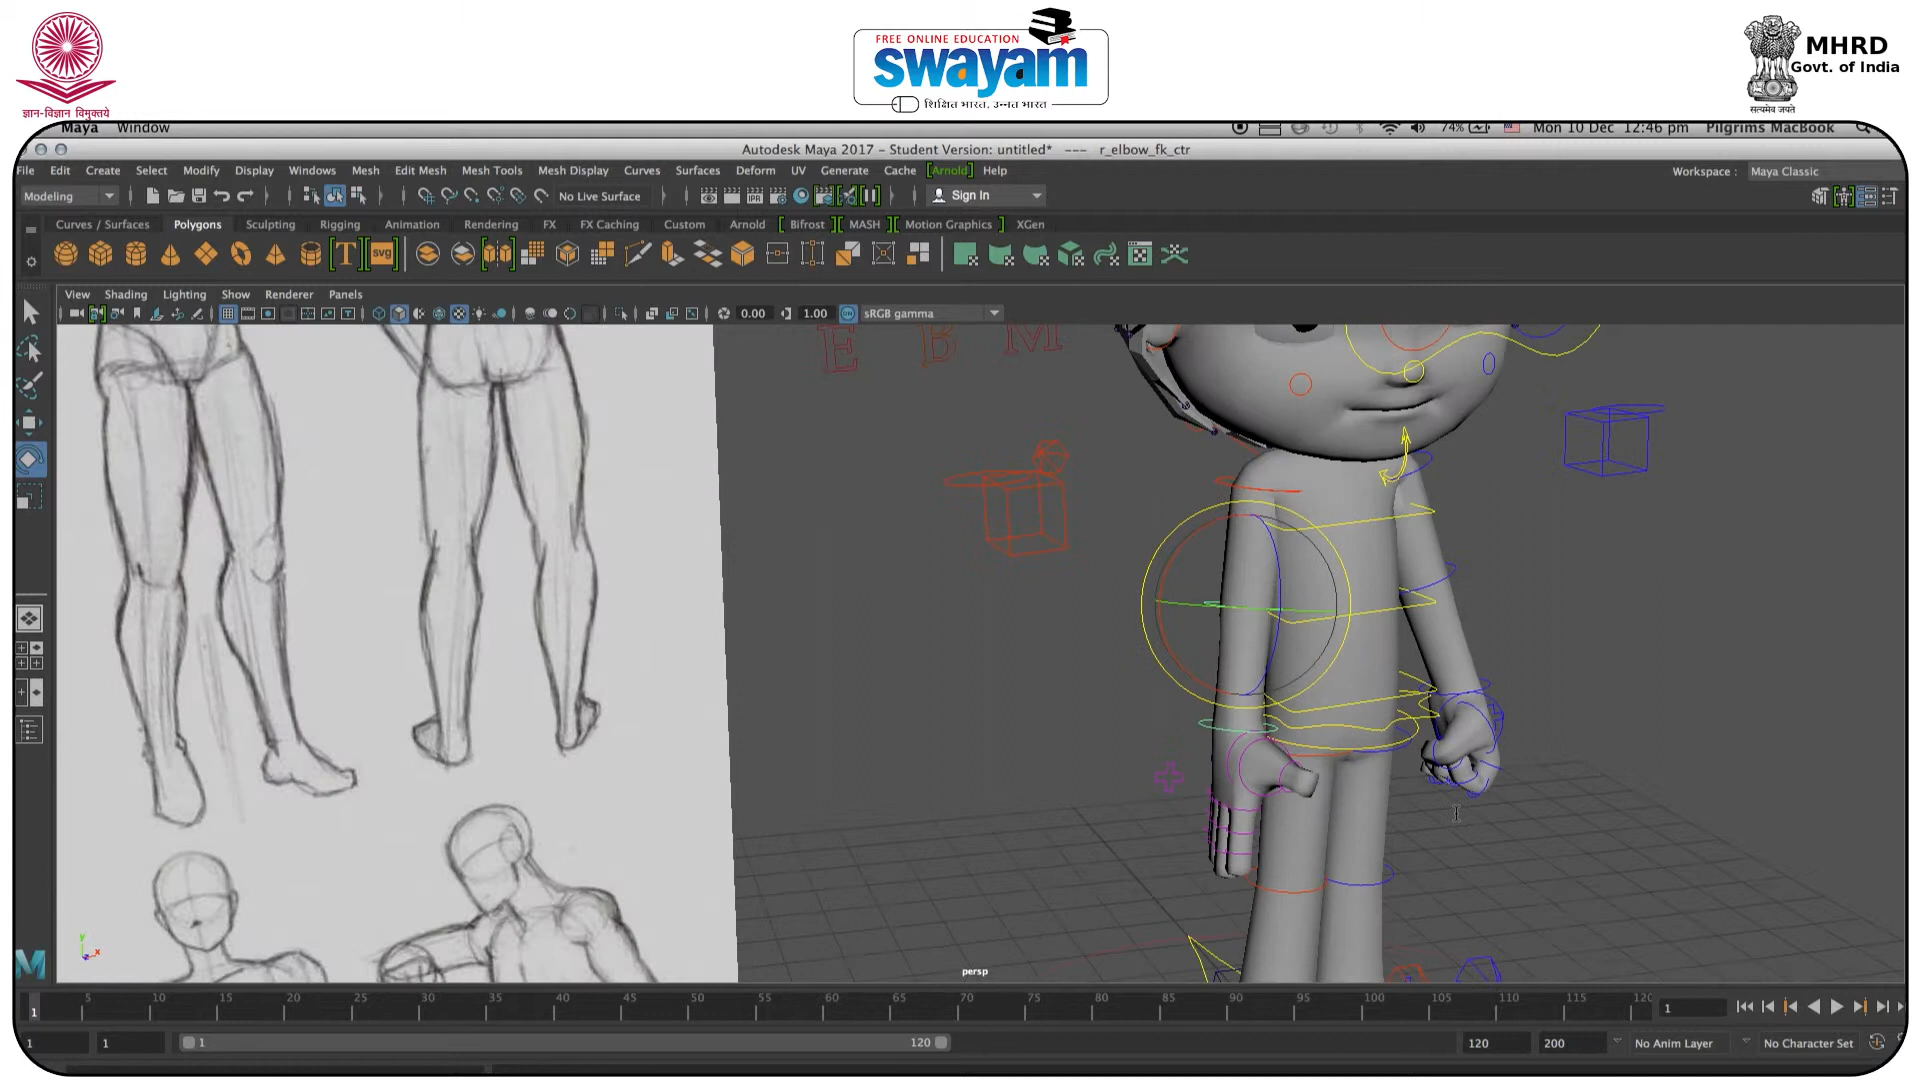 ज्ञान-विज्ञान विमुक्तये
FREE ONLINE EDUCATION
swayam
शिक्षित भारत, उन्नत भारत
MHRD
Govt. of India
सत्यमेव जयते
Maya Window
74% Mon 10 Dec 12:46 pm Pilgrims MacBook
Autodesk Maya 2017 - Student Version: untitled* --- r_elbow_fk_ctr
File Edit Create Select Modify Display Windows Mesh Edit Mesh Mesh Tools Mesh Display Curves Surfaces Deform UV Generate Cache [Arnold] Help
Workspace : Maya Classic
Modeling
No Live Surface
Sign In
Curves / Surfaces Polygons Sculpting Rigging Animation Rendering FX FX Caching Custom Arnold Bifrost MASH Motion Graphics XGen
T svg
View Shading Lighting Show Renderer Panels
0.00 1.00 sRGB gamma
E B M
persp
5 10 15 20 25 30 35 40 45 50 55 60 65 70 75 80 85 90 95 100 105 110 115 120
1
1
1 1 1 120 120 200 No Anim Layer No Character Set